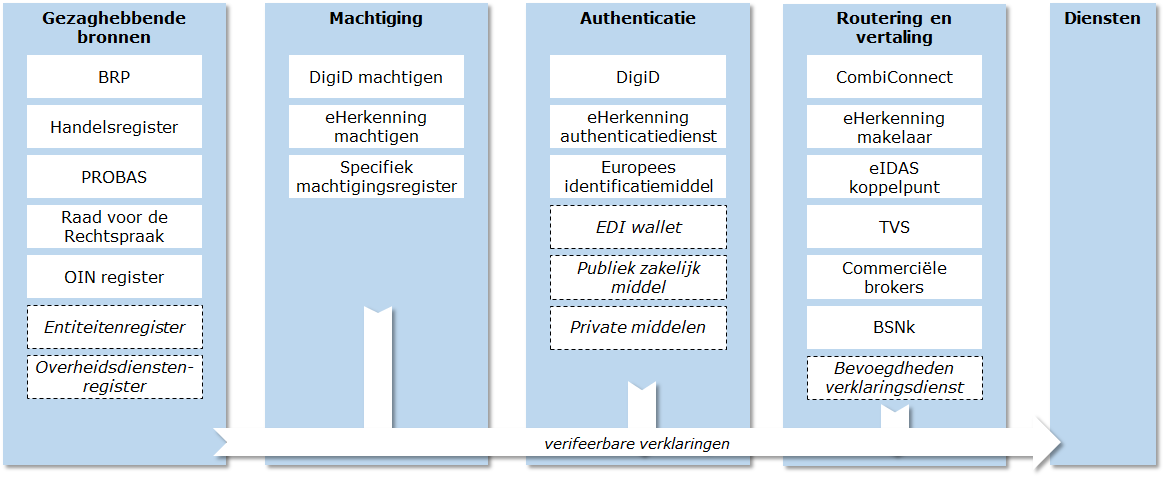 Gezaghebbende
bronnen
BRP
Handelsregister
PROBAS
Raad voor de
Rechtspraak
OIN register
Entiteitenregister
Overheidsdiensten-
register
Machtiging
DigiD machtigen
eHerkenning
machtigen
Specifiek
machtigingsregister
Authenticatie
DigiD
eHerkenning
authenticatiedienst
Europees
identificatiemiddel
EDI wallet
Publiek zakelijk
middel
Private middelen
Routering en
vertaling
CombiConnect
eHerkenning
makelaar
eIDAS
koppelpunt
TVS
Commerciële
brokers
BSNk
Bevoegdheden
verklaringsdienst
Diensten
verifeerbare verklaringen